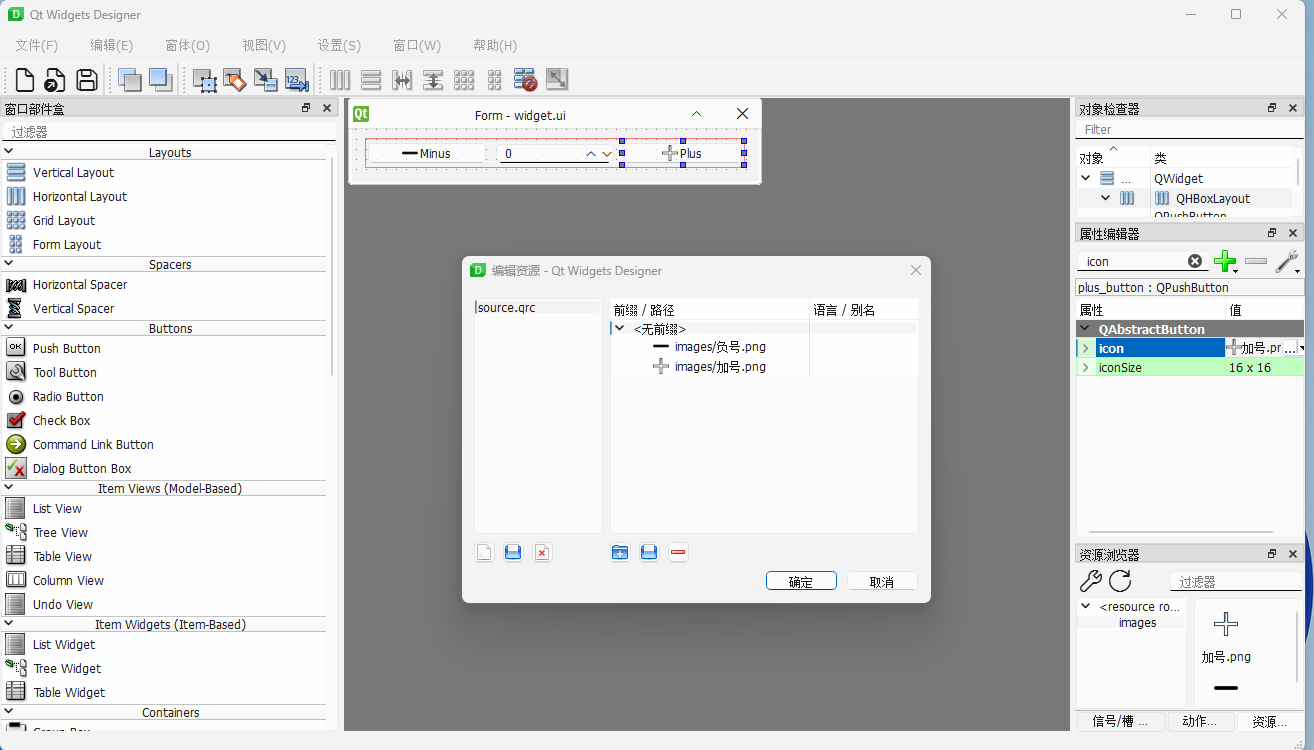 Qt Widgets Designer
文件(F) 编辑(E) 窗体(O) 视图(V) 设置(S) 窗口(W) 帮助(H)
窗口部件盒
过滤器
Layouts
Vertical Layout
Horizontal Layout
Grid Layout
Form Layout
Spacers
Horizontal Spacer
Vertical Spacer
Buttons
Push Button
Tool Button
Radio Button
Check Box
Command Link Button
Dialog Button Box
Item Views (Model-Based)
List View
Tree View
Table View
Column View
Undo View
Item Widgets (Item-Based)
List Widget
Tree Widget
Table Widget
Containers
Group Box
Form - widget.ui
Minus 0 Plus
编辑资源 - Qt Widgets Designer
source.qrc
前缀 / 路径 语言 / 别名
<无前缀>
images/负号.png
images/加号.png
确定 取消
对象检查器
Filter
对象 类
... QWidget
QHBoxLayout
QPushButton
属性编辑器
icon
plus_button : QPushButton
属性 值
QAbstractButton
icon 加号.pr ...
iconSize 16 x 16
资源浏览器
过滤器
<resource ro...
images
加号.png
信号/槽 ... 动作... 资源...